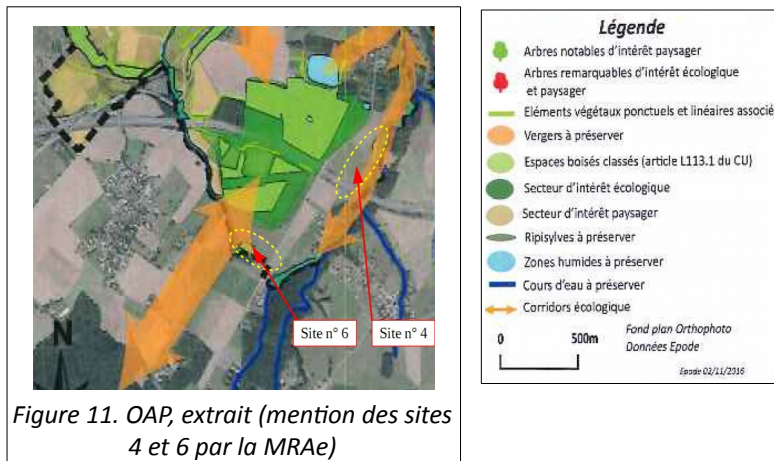 N
Site n° 6
Site n° 4
Figure 11. OAP, extrait (mention des sites
4 et 6 par la MRAe)
Légende
Arbres notables d'intérêt paysager
Arbres remarquables d'intérêt écologique
et paysager
Eléments végétaux ponctuels et linéaires associé
Vergers à préserver
Espaces boisés classés (article L113.1 du CU)
Secteur d'intérêt écologique
Secteur d'intérêt paysager
Ripisylves à préserver
Zones humides à préserver
Cours d'eau à préserver
Corridors écologique
0 500m
Fond plan Orthophoto
Données Epode
Epode 02/11/2016